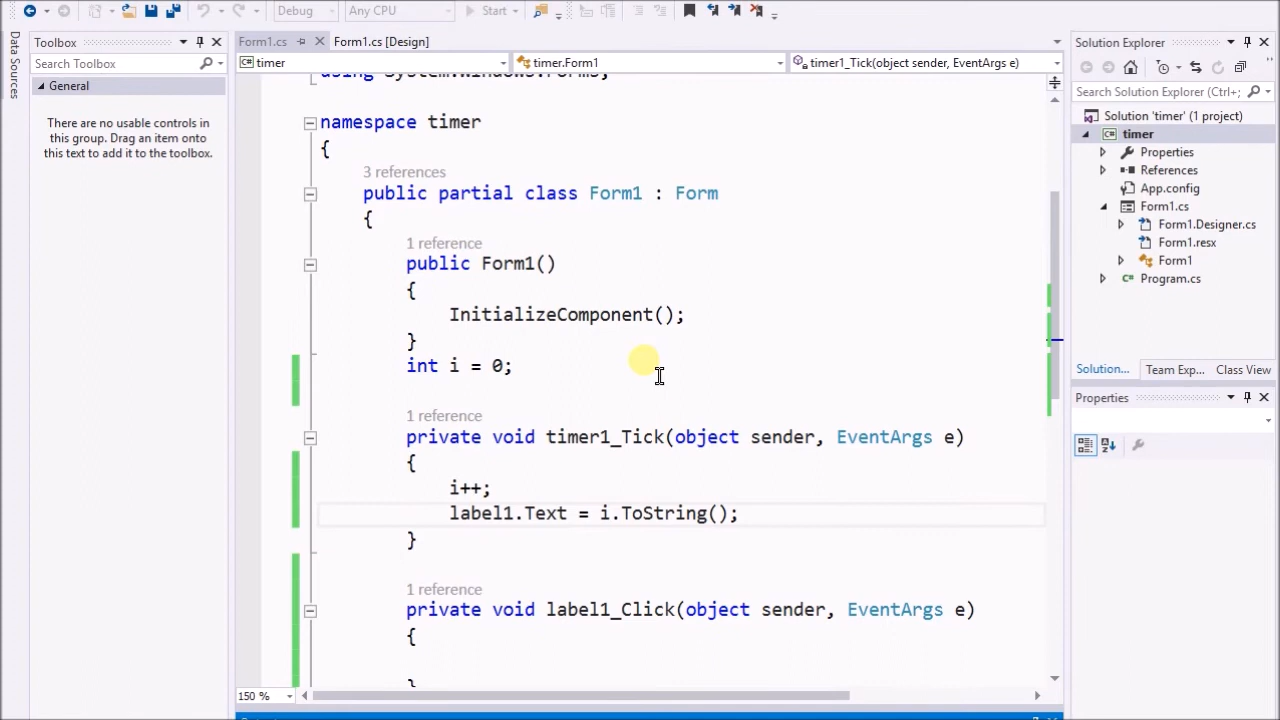 Debug
Any CPU
Start
Data Sources
Toolbox
Search Toolbox
General
There are no usable controls in
this group. Drag an item onto
this text to add it to the toolbox.
Form1.cs
Form1.cs [Design]
timer
timer.Form1
timer1_Tick(object sender, EventArgs e)
using System.Windows.Forms;
namespace timer
{
3 references
public partial class Form1 : Form
{
1 reference
public Form1()
{
InitializeComponent();
}
int i = 0;
1 reference
private void timer1_Tick(object sender, EventArgs e)
{
i++;
label1.Text = i.ToString();
}
1 reference
private void label1_Click(object sender, EventArgs e)
{
}
150 %
Solution Explorer
Search Solution Explorer (Ctrl+;
Solution 'timer' (1 project)
timer
Properties
References
App.config
Form1.cs
Form1.Designer.cs
Form1.resx
Form1
Program.cs
Solution...
Team Exp...
Class View
Properties